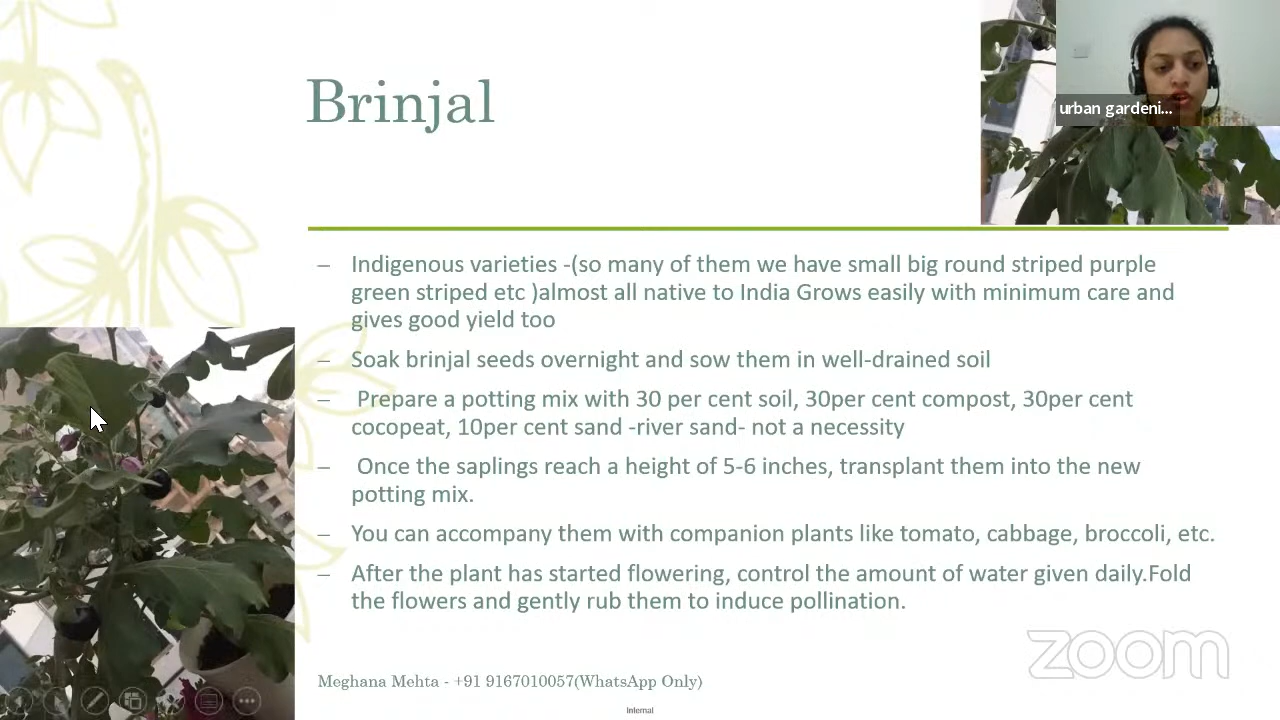 Brinjal
urban gardeni...
– Indigenous varieties -(so many of them we have small big round striped purple
green striped etc )almost all native to India Grows easily with minimum care and
gives good yield too
– Soak brinjal seeds overnight and sow them in well-drained soil
– Prepare a potting mix with 30 per cent soil, 30per cent compost, 30per cent
cocopeat, 10per cent sand -river sand- not a necessity
– Once the saplings reach a height of 5-6 inches, transplant them into the new
potting mix.
– You can accompany them with companion plants like tomato, cabbage, broccoli, etc.
– After the plant has started flowering, control the amount of water given daily.Fold
the flowers and gently rub them to induce pollination.
zoom
Meghana Mehta - +91 9167010057(WhatsApp Only)
Internal